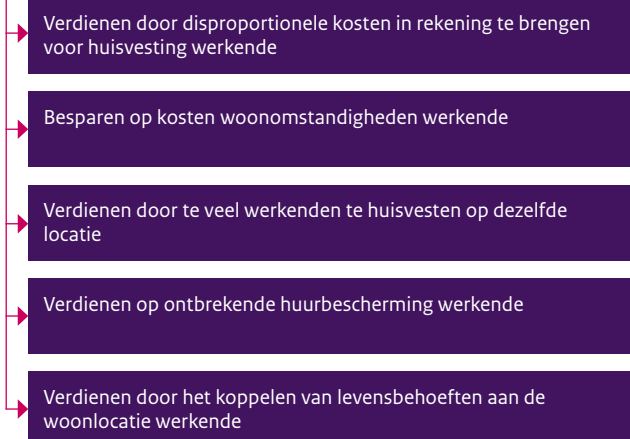 Verdienen door disproportionele kosten in rekening te brengen
voor huisvesting werkende
Besparen op kosten woonomstandigheden werkende
Verdienen door te veel werkenden te huisvesten op dezelfde
locatie
Verdienen op ontbrekende huurbescherming werkende
Verdienen door het koppelen van levensbehoeften aan de
woonlocatie werkende